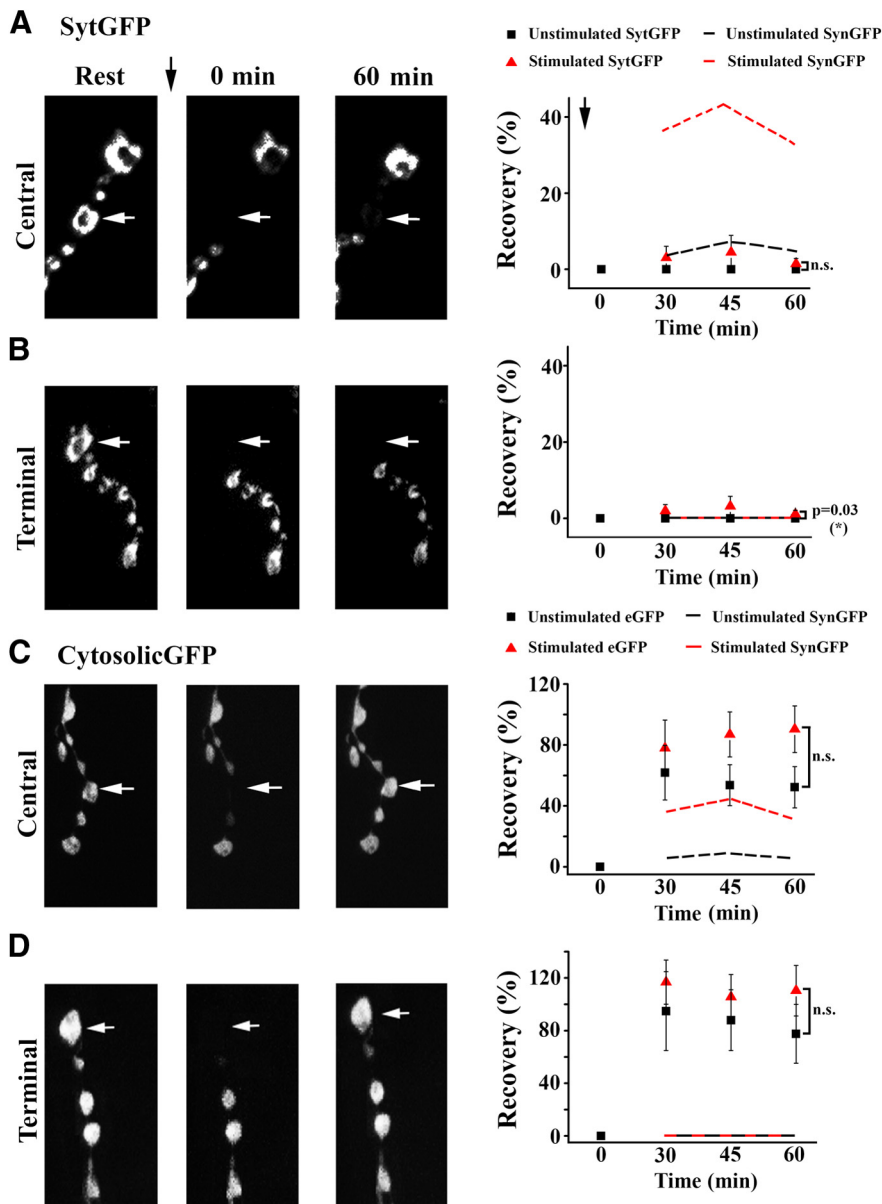 A SytGFP
Rest 0 min 60 min
Central
■ Unstimulated SytGFP – – Unstimulated SynGFP
▲ Stimulated SytGFP – – Stimulated SynGFP
Recovery (%)
40
20
0
n.s.
0 30 45 60
Time (min)
B
Terminal
Recovery (%)
40
20
0
p=0.03
(*)
0 30 45 60
Time (min)
■ Unstimulated eGFP – Unstimulated SynGFP
▲ Stimulated eGFP – Stimulated SynGFP
C CytosolicGFP
Central
Recovery (%)
120
80
40
0
n.s.
0 30 45 60
Time (min)
D
Terminal
Recovery (%)
120
80
40
0
n.s.
0 30 45 60
Time (min)